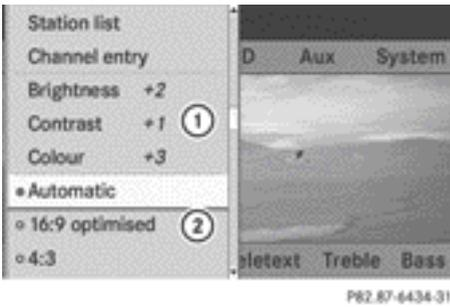 Station list
Channel entry
Brightness +2
Contrast +1 1
Colour +3
Automatic
16:9 optimised 2
4:3
D Aux System
eletext Treble Bass
P82.87-6434-31